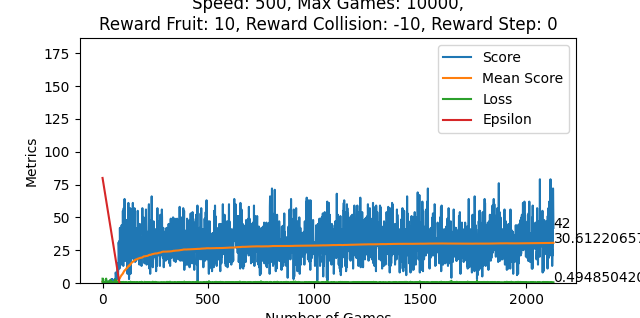 Speed: 500, Max Games: 10000,
Reward Fruit: 10, Reward Collision: -10, Reward Step: 0
Metrics
175
150
125
100
75
50
25
0
Score
Mean Score
Loss
Epsilon
42
30.61220657
0.494850420
0 500 1000 1500 2000
Number of Games